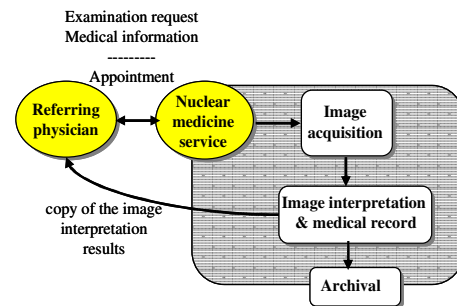 Examination request
Medical information
---------
Appointment
Referring
physician
Nuclear
medicine
service
Image
acquisition
Image interpretation
& medical record
copy of the image
interpretation
results
Archival